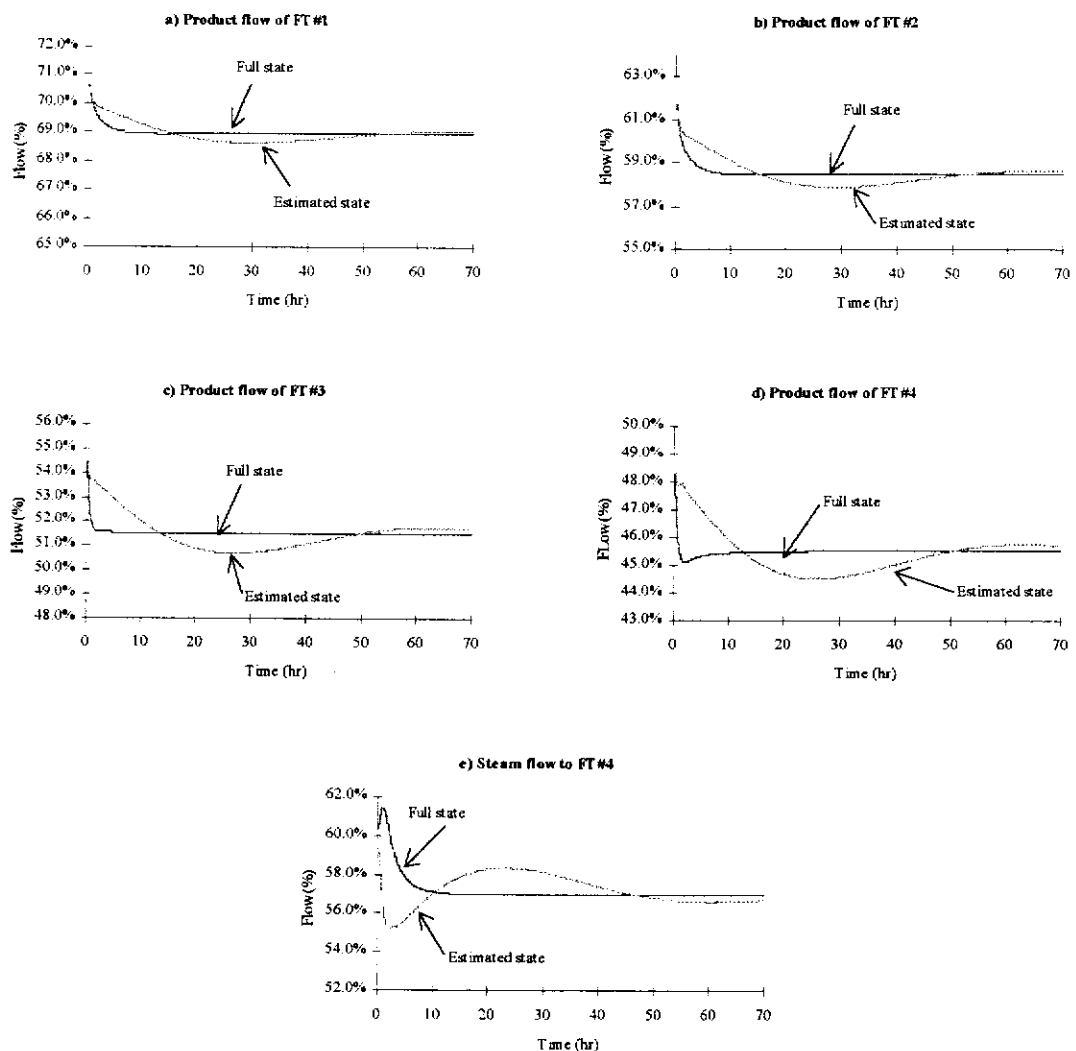 a) Product flow of FT #1
72.0%
71.0%
70.0%
69.0%
68.0%
67.0%
66.0%
65.0%
Flow (%)
Full state
Estimated state
0 10 20 30 40 50 60 70
Time (hr)
b) Product flow of FT #2
63.0%
61.0%
59.0%
57.0%
55.0%
Flow (%)
Full state
Estimated state
0 10 20 30 40 50 60 70
Time (hr)
c) Product flow of FT #3
56.0%
55.0%
54.0%
53.0%
52.0%
51.0%
50.0%
49.0%
48.0%
Flow (%)
Full state
Estimated state
0 10 20 30 40 50 60 70
Time (hr)
d) Product flow of FT #4
50.0%
49.0%
48.0%
47.0%
46.0%
45.0%
44.0%
43.0%
FLow (%)
Full state
Estimated state
0 10 20 30 40 50 60 70
Time (hr)
e) Steam flow to FT #4
62.0%
60.0%
58.0%
56.0%
54.0%
52.0%
Flow (%)
Full state
Estimated state
0 10 20 30 40 50 60 70
Time (hr)